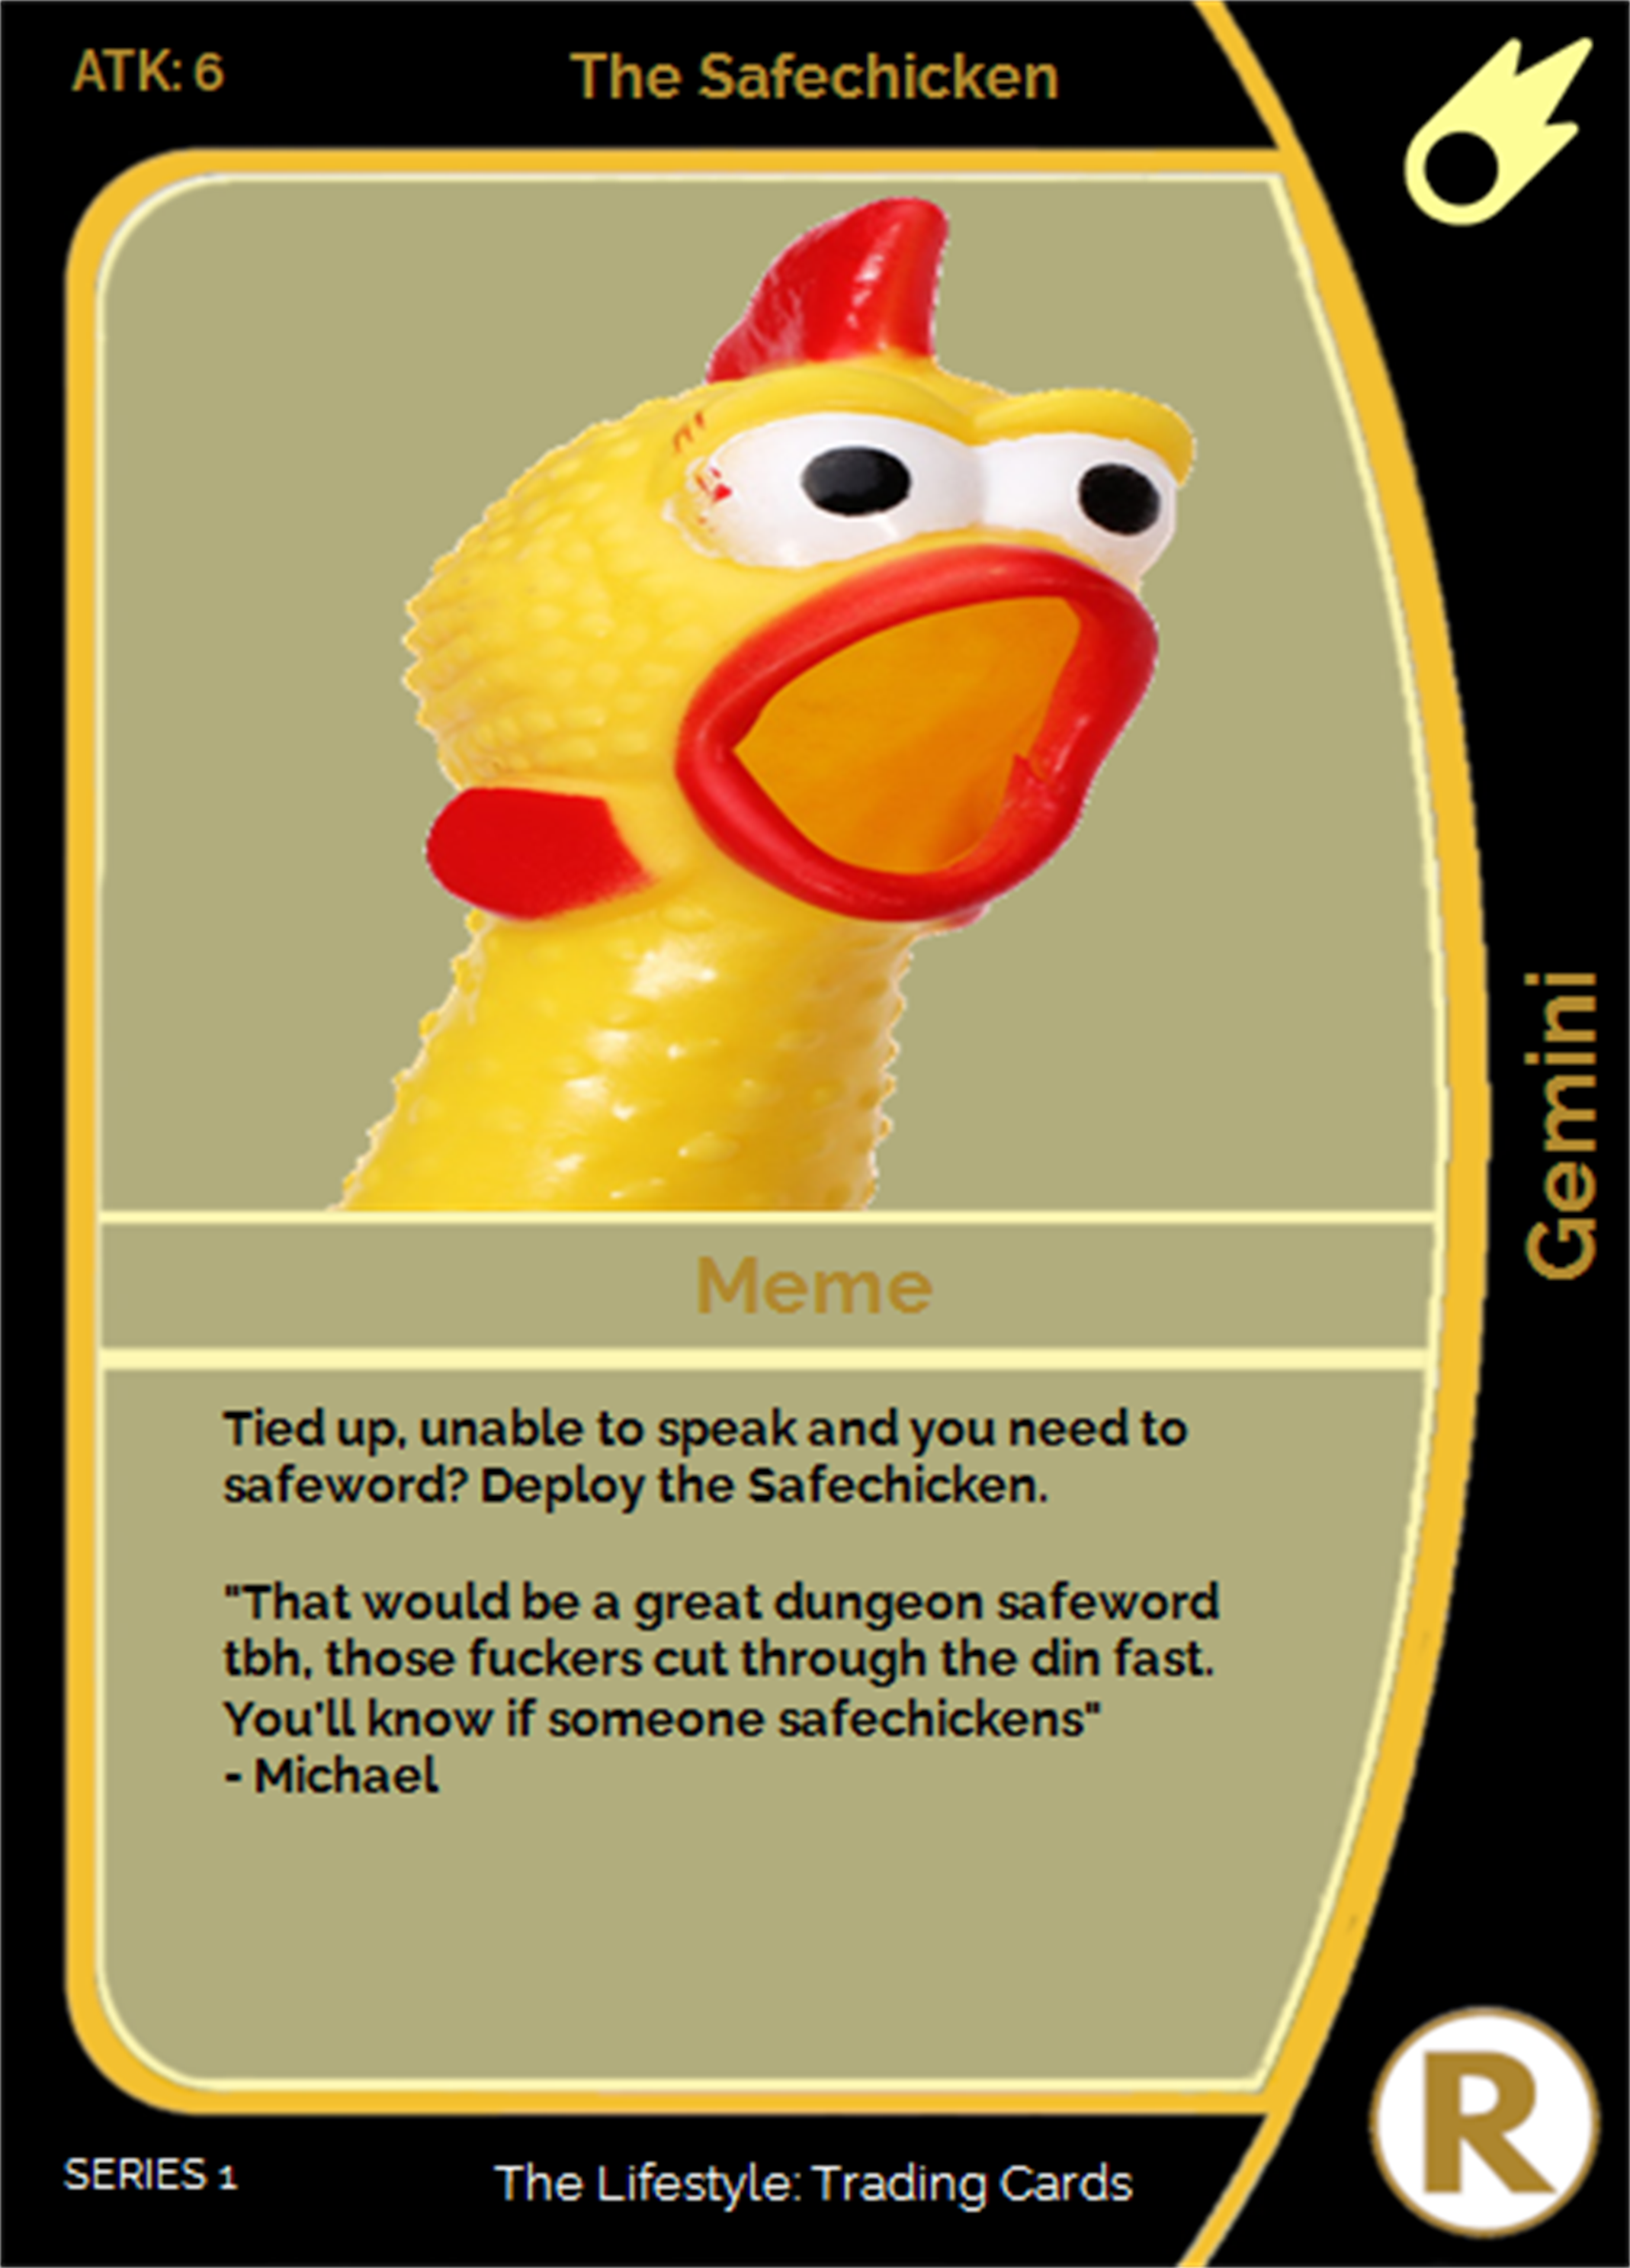 ATK: 6
The Safechicken
Gemini
Meme
Tied up, unable to speak and you need to
safeword? Deploy the Safechicken.
"That would be a great dungeon safeword
tbh, those fuckers cut through the din fast.
You'll know if someone safechickens"
- Michael
R
SERIES 1
The Lifestyle: Trading Cards